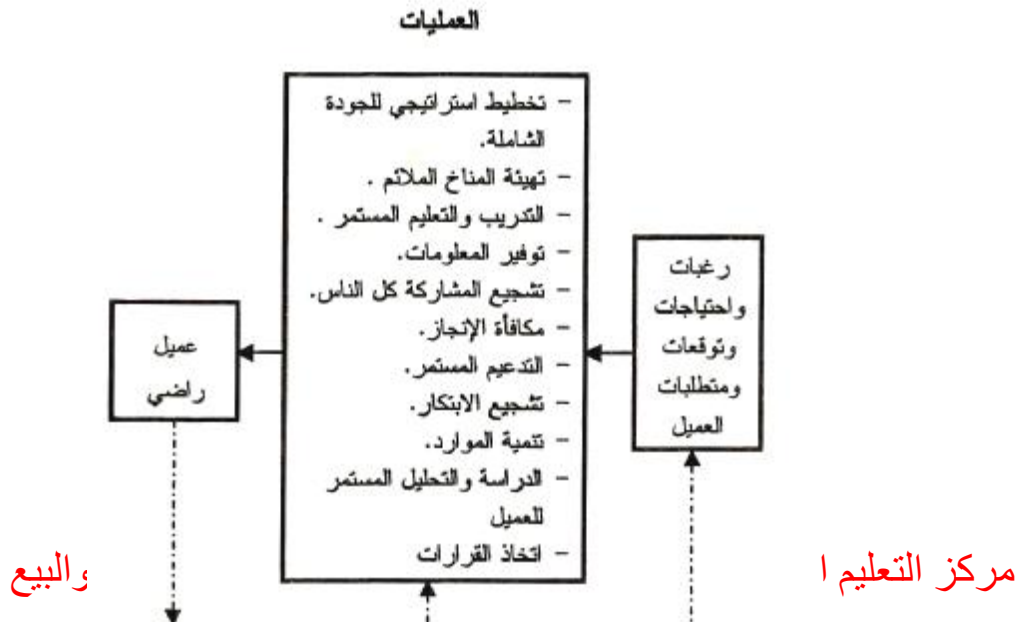 العمليات
- تخطيط استراتيجي للجودة
الشاملة.
- تهيئة المناخ الملائم .
- التدريب والتعليم المستمر .
- توفير المعلومات.
- تشجيع المشاركة كل الناس.
- مكافأة الإنجاز.
- التدعيم المستمر.
- تشجيع الابتكار.
- تنمية الموارد.
- الدراسة والتحليل المستمر
للعميل
- اتخاذ القرارات
رغبات
واحتياجات
وتوقعات
ومتطلبات
العميل
عميل
راضي
مركز التعليم ا
والبيع